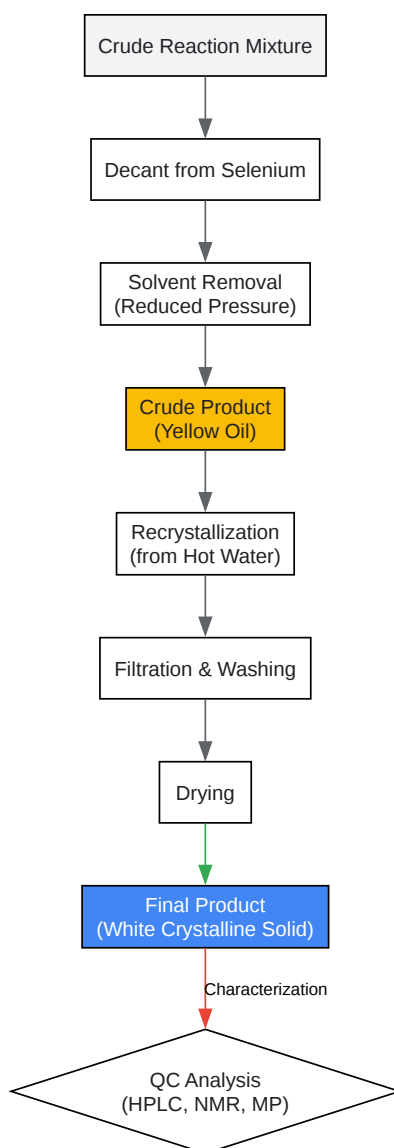 Crude Reaction Mixture
Decant from Selenium
Solvent Removal
(Reduced Pressure)
Crude Product
(Yellow Oil)
Recrystallization
(from Hot Water)
Filtration & Washing
Drying
Final Product
(White Crystalline Solid)
Characterization
QC Analysis
(HPLC, NMR, MP)